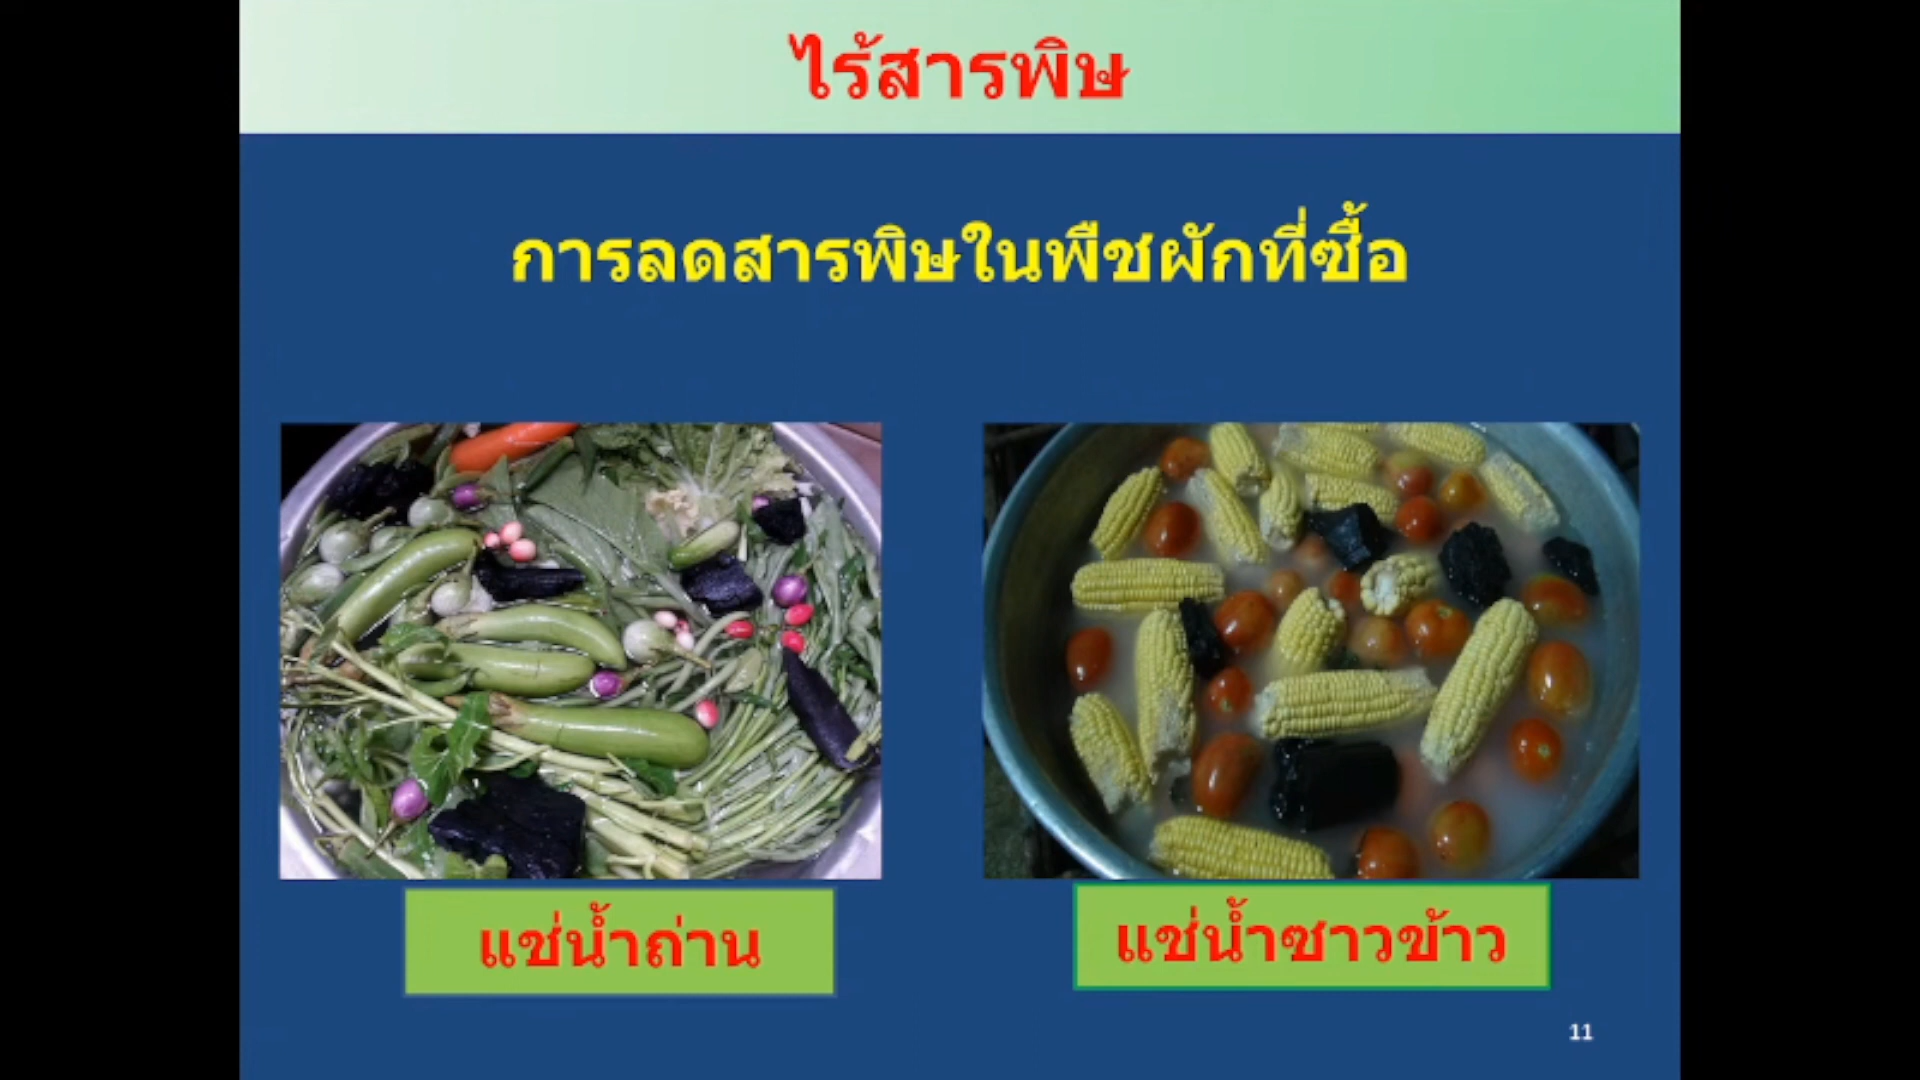 ไร้สารพิษ
การลดสารพิษในพืชผักที่ซื้อ
แช่น้ำถ่าน
แช่น้ำซาวข้าว
11